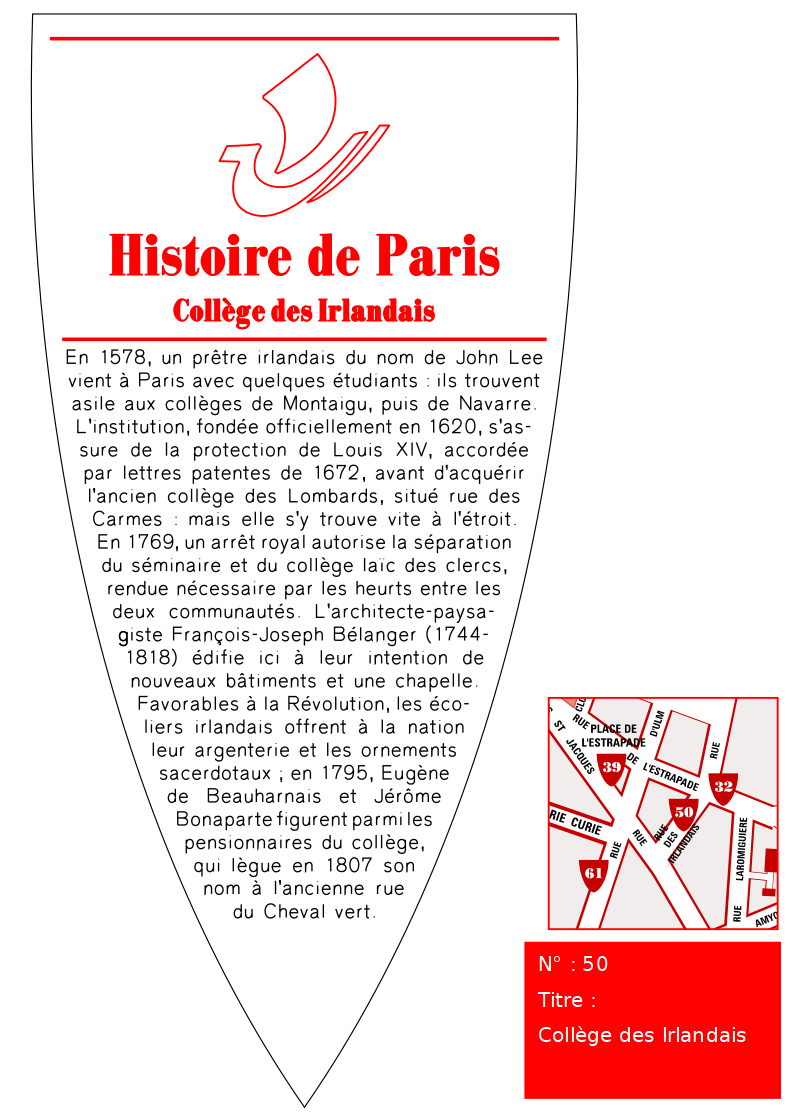 Histoire de Paris
Collège des Irlandais
En 1578, un prêtre irlandais du nom de John Lee
vient à Paris avec quelques étudiants : ils trouvent
asile aux collèges de Montaigu, puis de Navarre.
L'institution, fondée officiellement en 1620, s'as-
sure de la protection de Louis XIV, accordée
par lettres patentes de 1672, avant d'acquérir
l'ancien collège des Lombards, situé rue des
Carmes : mais elle s'y trouve vite à l'étroit.
En 1769, un arrêt royal autorise la séparation
du séminaire et du collège laïc des clercs,
rendue nécessaire par les heurts entre les
deux communautés. L'architecte-paysa-
giste François-Joseph Bélanger (1744-
1818) édifie ici à leur intention de
nouveaux bâtiments et une chapelle.
Favorables à la Révolution, les éco-
liers irlandais offrent à la nation
leur argenterie et les ornements
sacerdotaux ; en 1795, Eugène
de Beauharnais et Jérôme
Bonaparte figurent parmi les
pensionnaires du collège,
qui lègue en 1807 son
nom à l'ancienne rue
du Cheval vert.
CLO
RUE
PLACE DE
L'ESTRAPADE
D'ULM
RUE
ST JACQUES
DE L'ESTRAPADE
39
32
50
RIE CURIE
RUE
RUE
RUE
DES
IRLANDAIS
61
LAROMIGUIERE
RUE
AMYO
N° : 50
Titre :
Collège des Irlandais